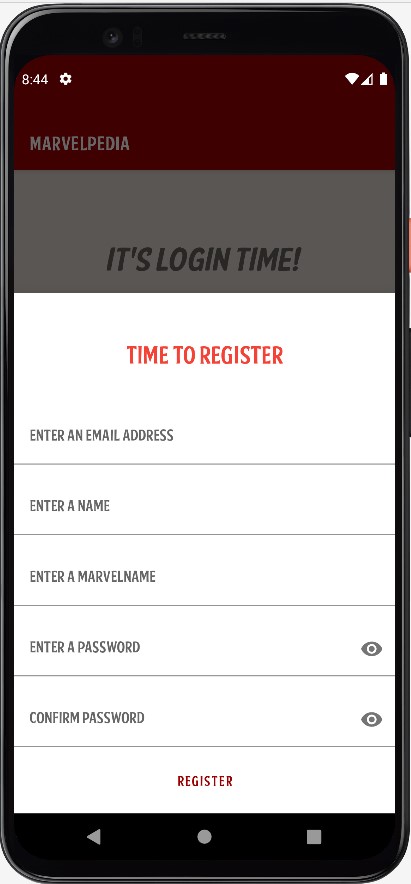 8:44
MARVELPEDIA
IT'S LOGIN TIME!
TIME TO REGISTER
ENTER AN EMAIL ADDRESS
ENTER A NAME
ENTER A MARVELNAME
ENTER A PASSWORD
CONFIRM PASSWORD
REGISTER